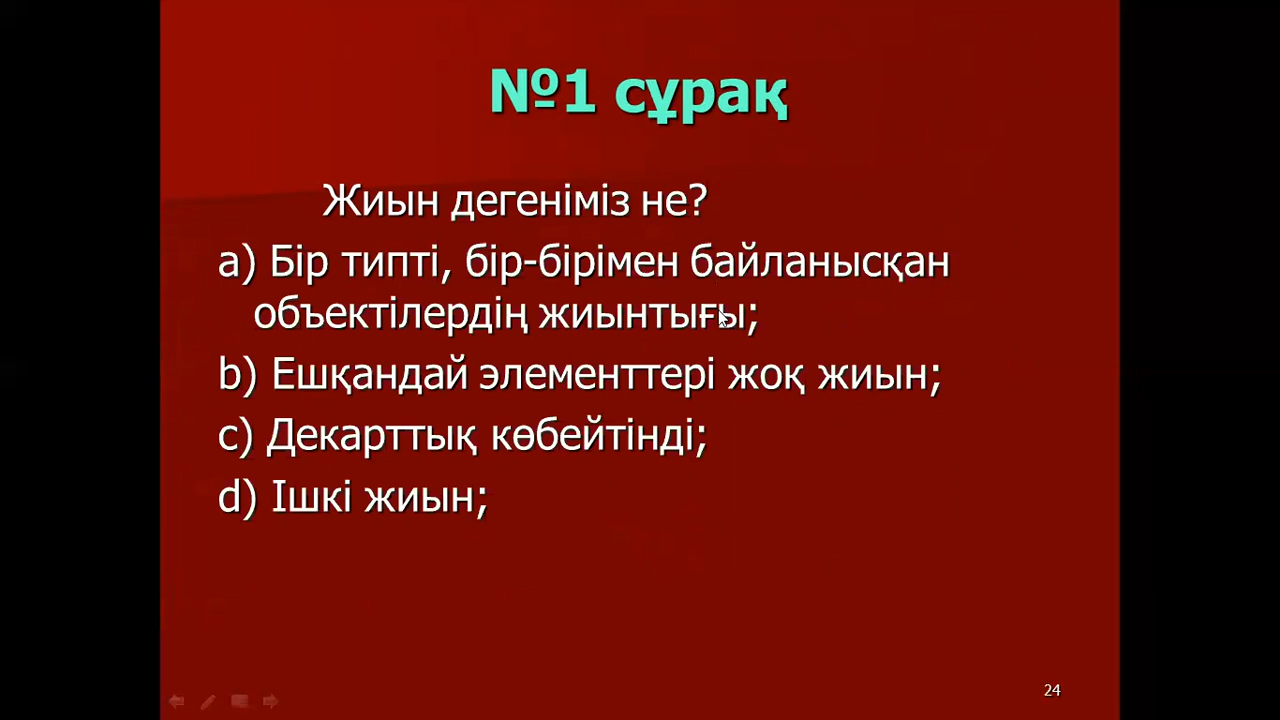 №1 сұрақ
Жиын дегеніміз не?
a) Бір типті, бір-бірімен байланысқан
объектілердің жиынтығы;
b) Ешқандай элементтері жоқ жиын;
c) Декарттық көбейтінді;
d) Ішкі жиын;
24